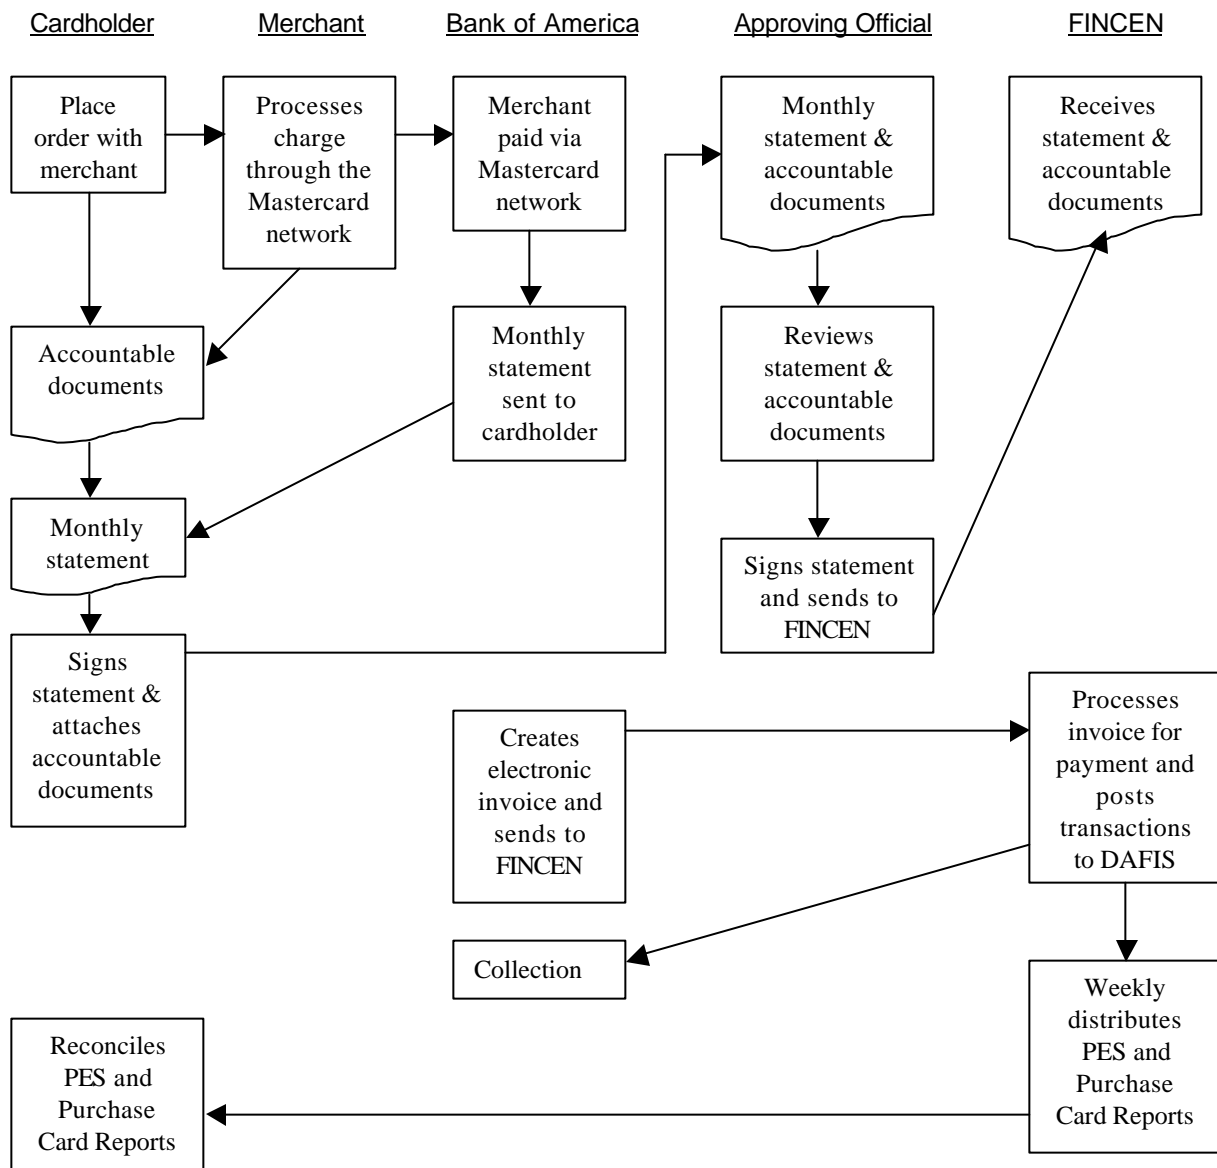 Cardholder
Merchant
Bank of America
Approving Official
FINCEN
Place
order with
merchant
Processes
charge
through the
Mastercard
network
Merchant
paid via
Mastercard
network
Monthly
statement &
accountable
documents
Receives
statement &
accountable
documents
Accountable
documents
Monthly
statement
sent to
cardholder
Reviews
statement &
accountable
documents
Monthly
statement
Signs statement
and sends to
FINCEN
Signs
statement &
attaches
accountable
documents
Creates
electronic
invoice and
sends to
FINCEN
Processes
invoice for
payment and
posts
transactions
to DAFIS
Collection
Weekly
distributes
PES and
Purchase
Card Reports
Reconciles
PES and
Purchase
Card Reports